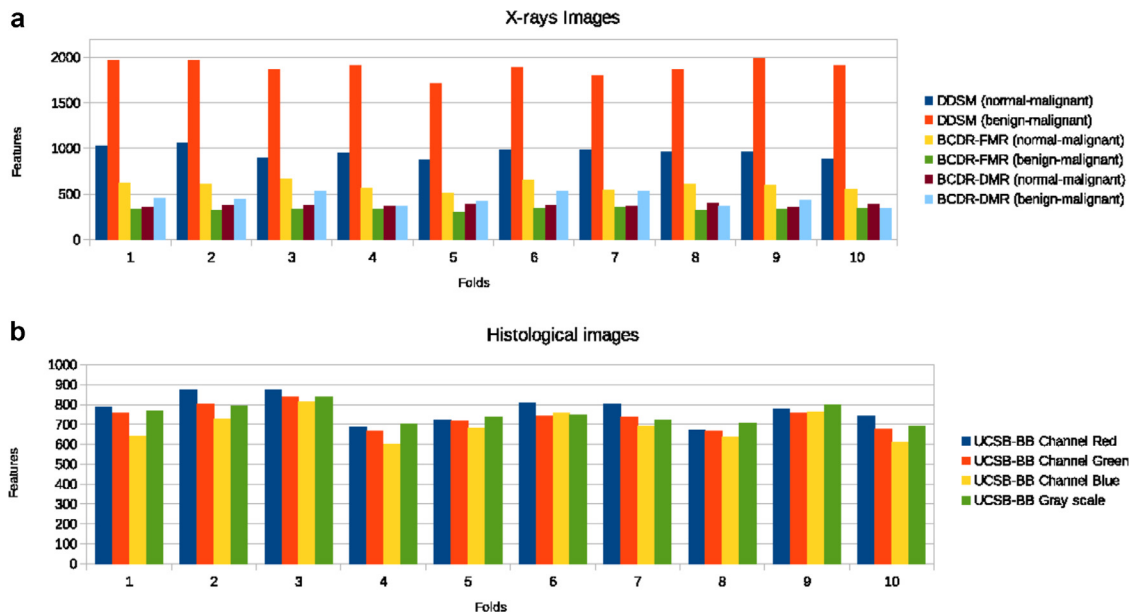 a
X-rays Images
2000
1500
1000
500
0
Features
1 2 3 4 5 6 7 8 9 10
Folds
DDSM (normal-malignant)
DDSM (benign-malignant)
BCDR-FMR (normal-malignant)
BCDR-FMR (benign-malignant)
BCDR-DMR (normal-malignant)
BCDR-DMR (benign-malignant)
b
Histological images
1000
900
800
700
600
500
400
300
200
100
0
Features
1 2 3 4 5 6 7 8 9 10
Folds
UCSB-BB Channel Red
UCSB-BB Channel Green
UCSB-BB Channel Blue
UCSB-BB Gray scale